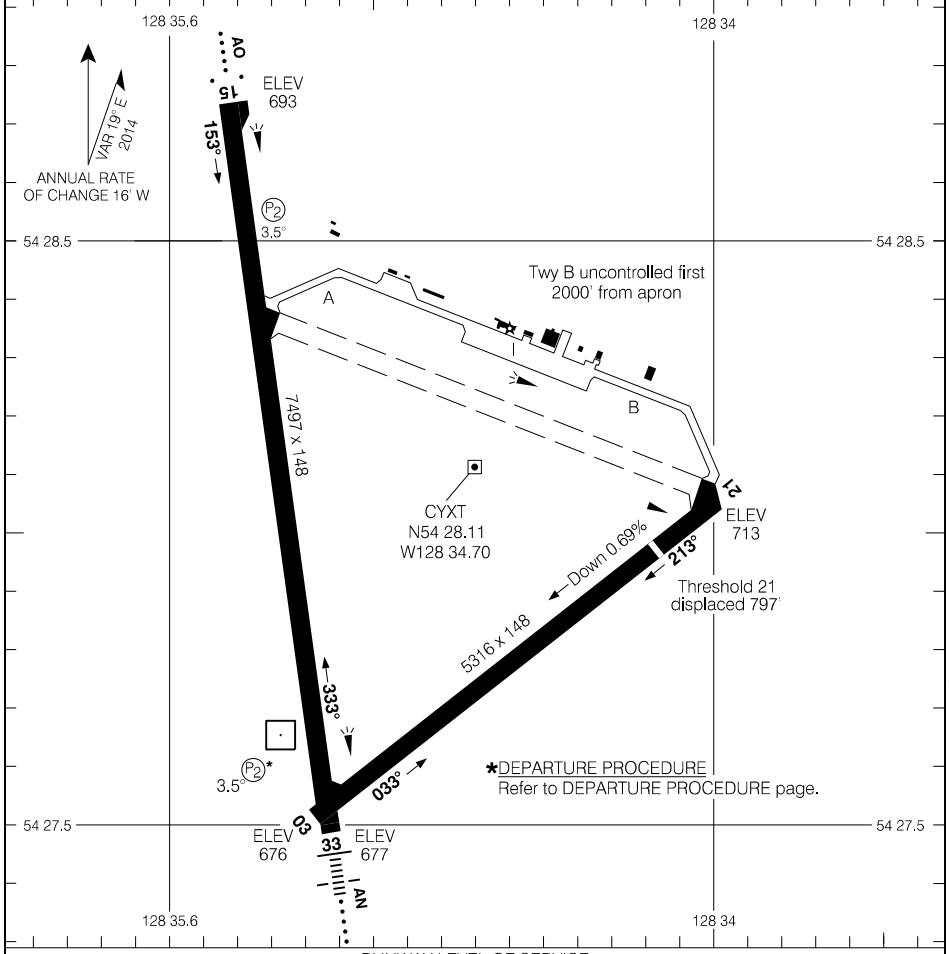 128 35.6
128 34
AO
15
ELEV
693
VAR 19° E
2014
153°
ANNUAL RATE
OF CHANGE 16' W
P2
3.5°
54 28.5
54 28.5
Twy B uncontrolled first
2000' from apron
A
B
7497 x 148
CYXT
N54 28.11
W128 34.70
21
ELEV
713
Down 0.69%
213°
Threshold 21
displaced 797'
5316 x 148
333°
P2*
3.5°
033°
*DEPARTURE PROCEDURE
Refer to DEPARTURE PROCEDURE page.
03
54 27.5
54 27.5
ELEV
676
33
ELEV
677
AN
128 35.6
128 34